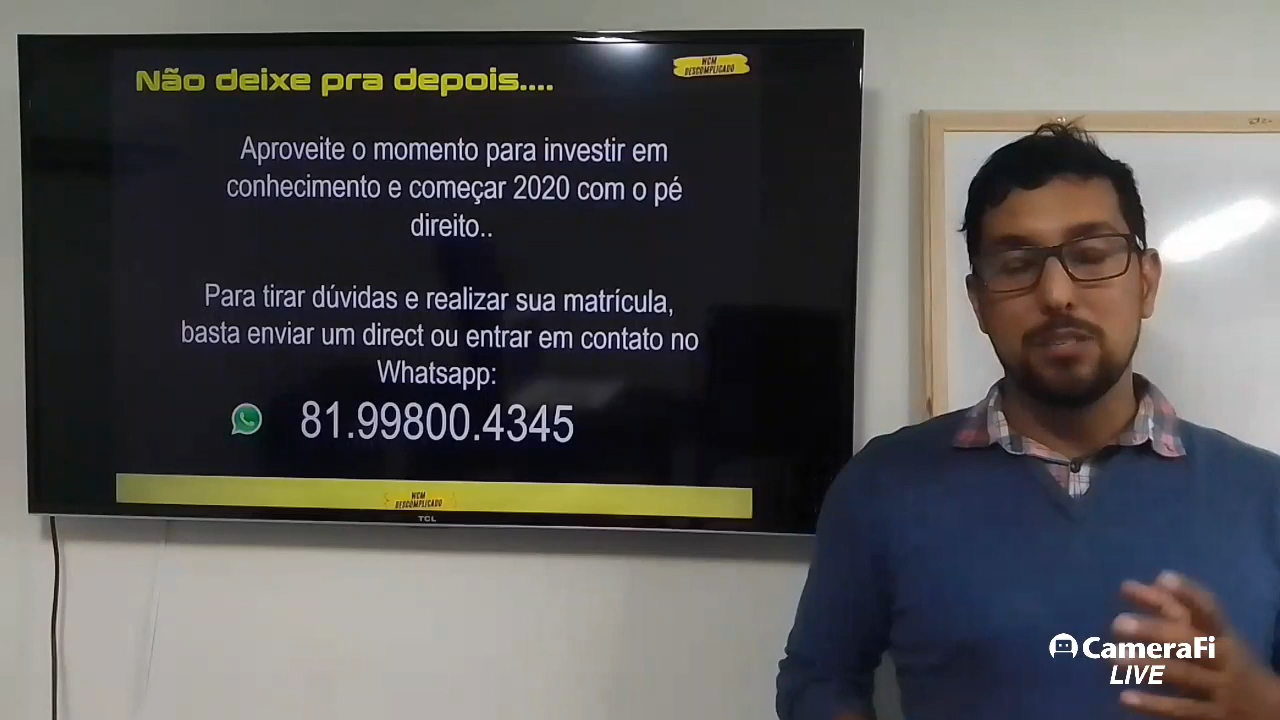 Não deixe pra depois....
WCM
DESCOMPLICADO
Aproveite o momento para investir em
conhecimento e começar 2020 com o pé
direito..
Para tirar dúvidas e realizar sua matrícula,
basta enviar um direct ou entrar em contato no
Whatsapp:
81.99800.4345
WCM
DESCOMPLICADO
TCL
CameraFi
LIVE